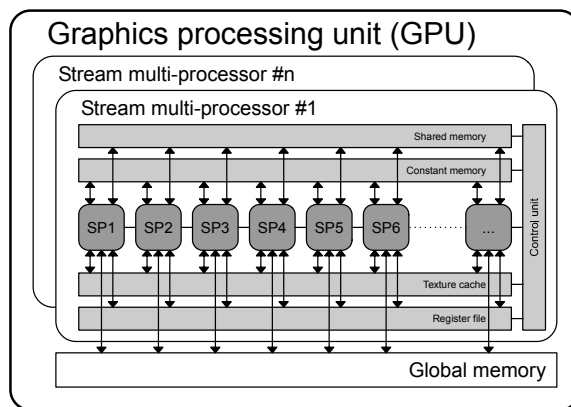 Graphics processing unit (GPU)
Stream multi-processor #n
Stream multi-processor #1
Shared memory
Constant memory
SP1 SP2 SP3 SP4 SP5 SP6 ...
Control unit
Texture cache
Register file
Global memory